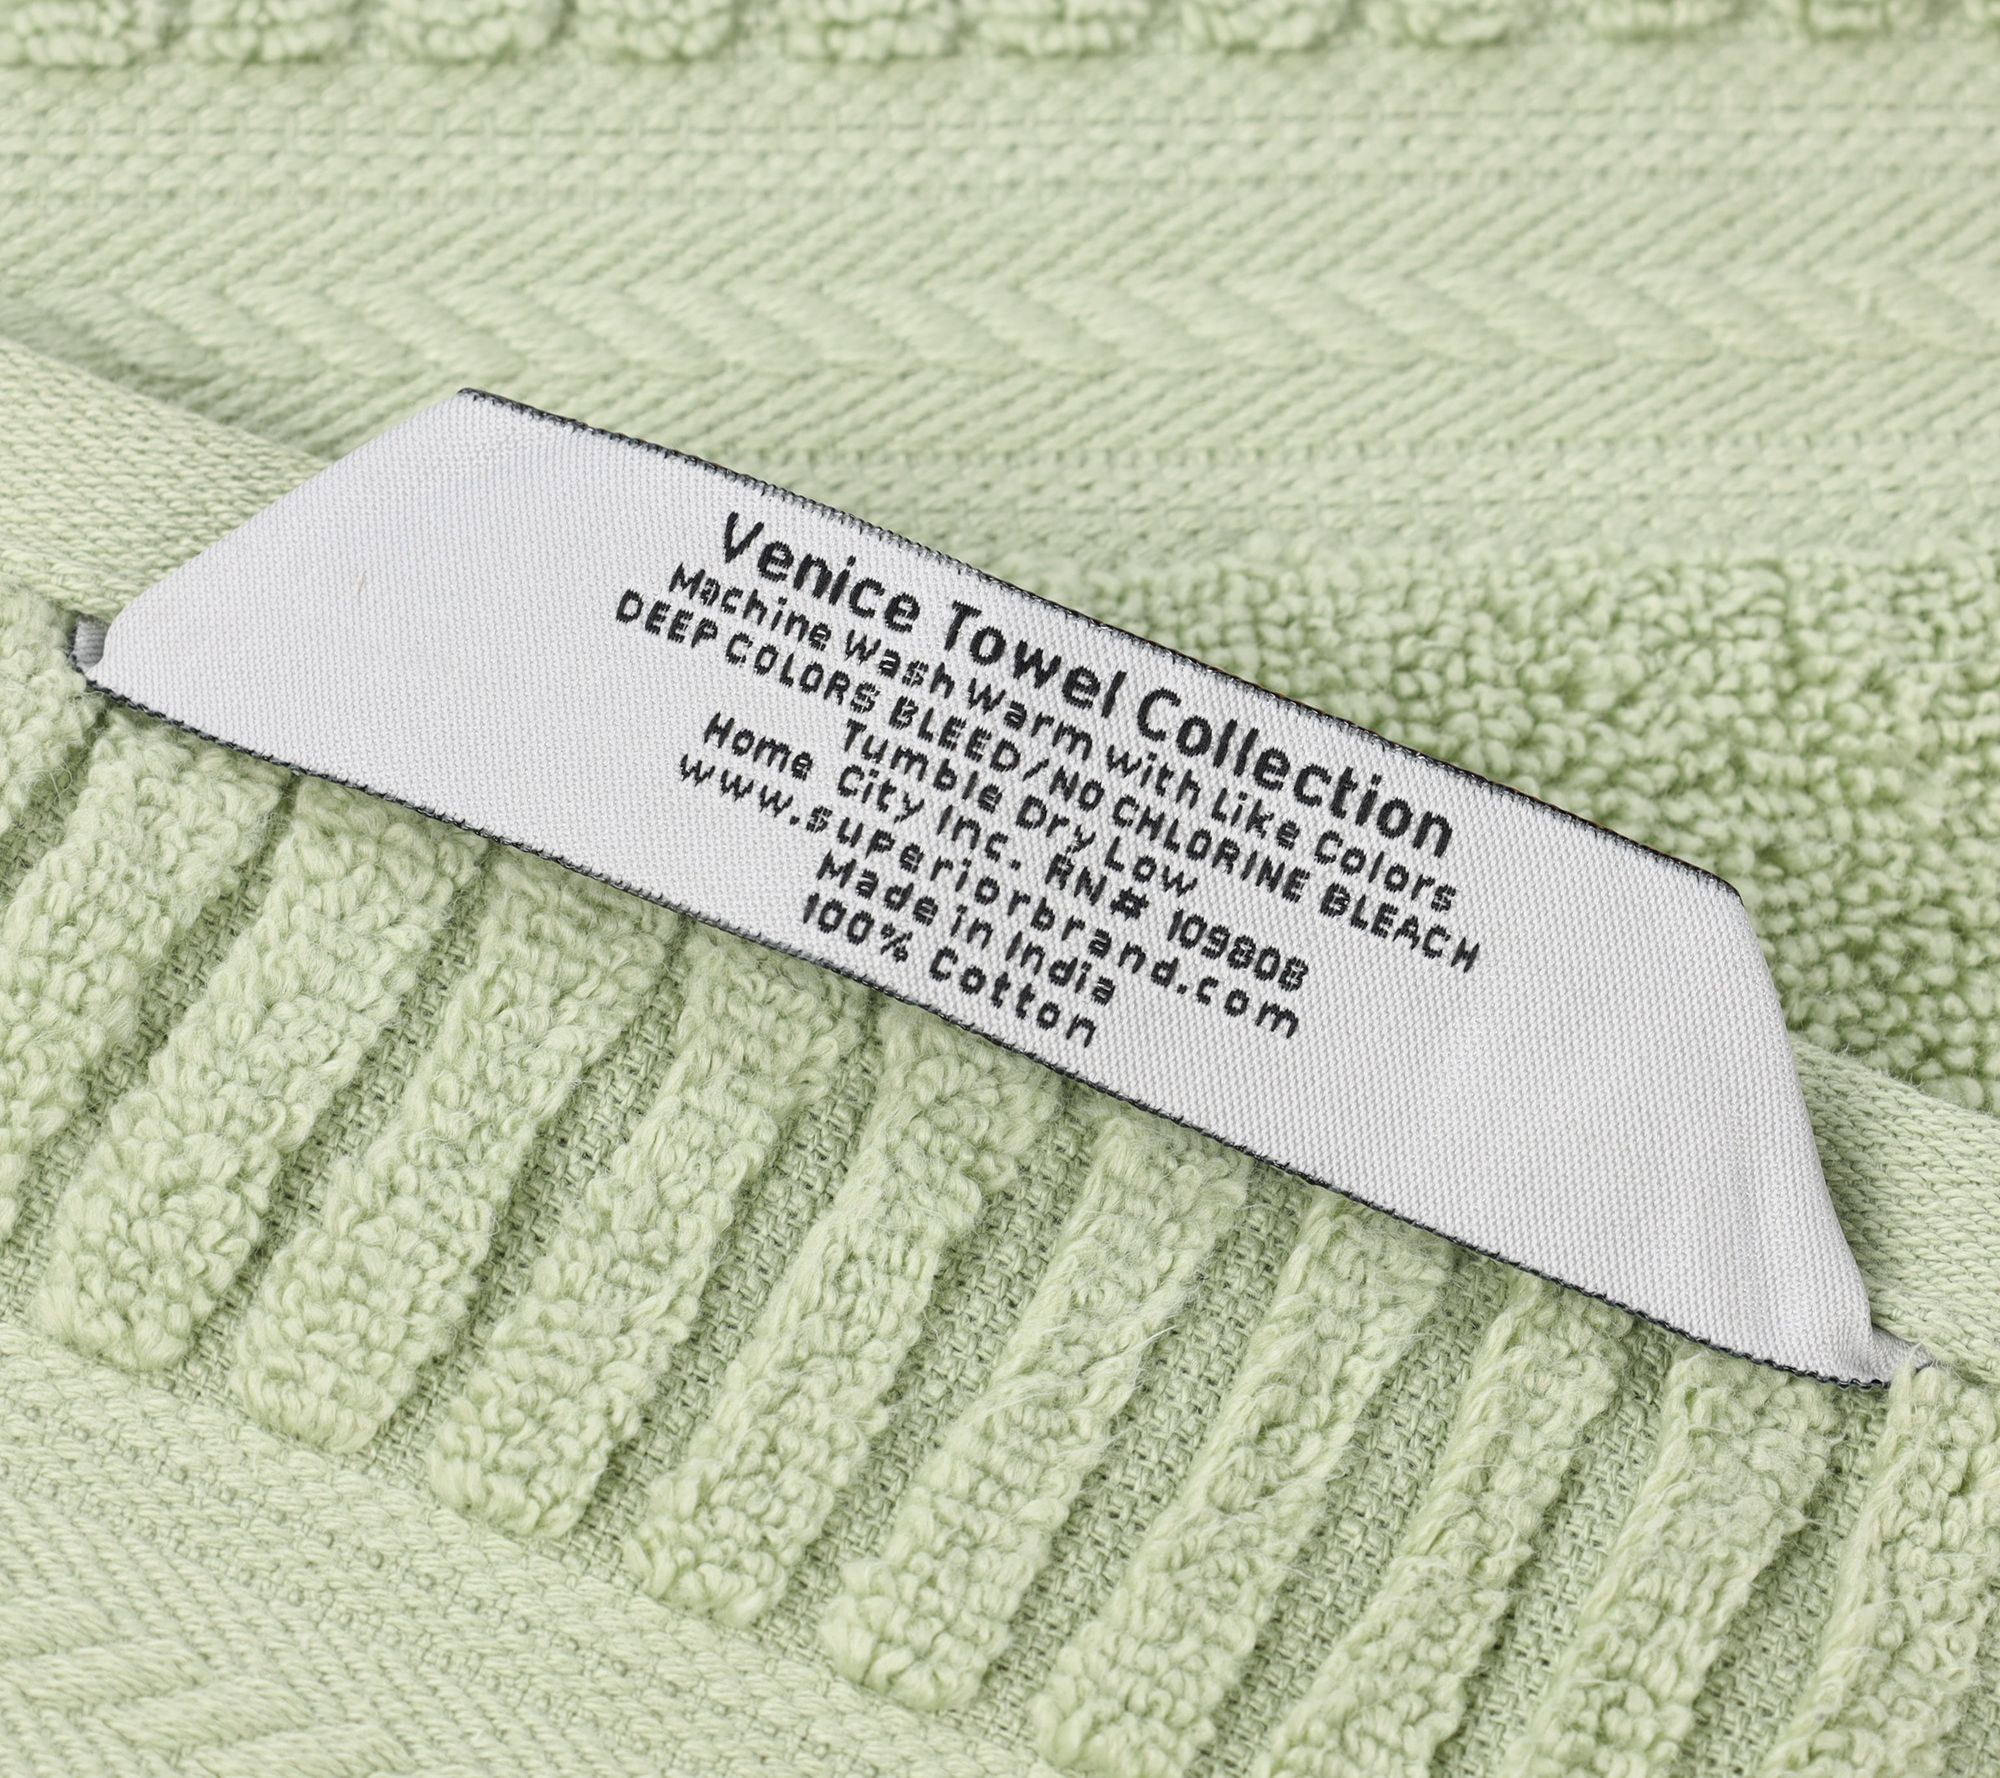 Venice Towel Collection
Machine Wash Warm with Like Colors
DEEP COLORS BLEED/NO CHLORINE BLEACH
Tumble Dry Low
Home City Inc. RN# 109808
www.superiorbrand.com
Made in India
100% Cotton